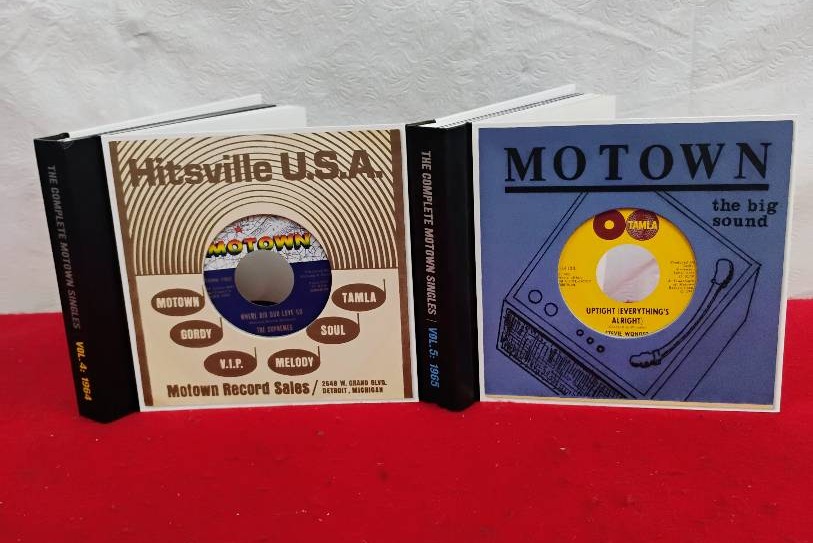 THE COMPLETE MOTOWN SINGLES : VOL. 4: 1964
Hitsville U.S.A.
MOTOWN
WHERE DID OUR LOVE GO
THE SUPREMES
MOTOWN
TAMLA
GORDY
SOUL
V.I.P.
MELODY
Motown Record Sales / 2648 W. GRAND BLVD.
DETROIT, MICHIGAN
THE COMPLETE MOTOWN SINGLES : VOL. 5: 1965
MOTOWN
the big
sound
TAMLA
UPTIGHT (EVERYTHING'S
ALRIGHT)
STEVIE WONDER